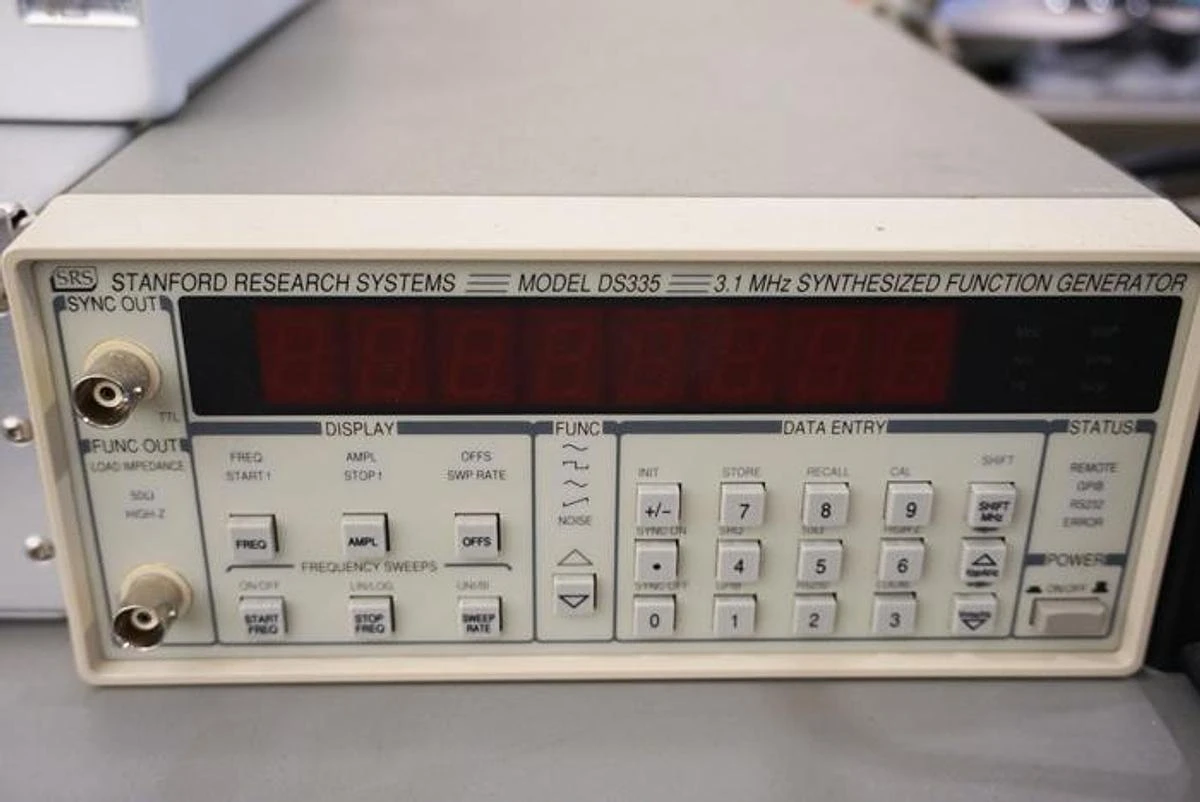 SRS STANFORD RESEARCH SYSTEMS MODEL DS335 3.1 MHz SYNTHESIZED FUNCTION GENERATOR
SYNC OUT
TTL
FUNC OUT
LOAD IMPEDANCE
50Ω
HIGH-Z
DISPLAY
FREQ AMPL OFFS
START f STOP f SWP RATE
FREQ AMPL OFFS
FREQUENCY SWEEPS
ON/OFF LIN/LOG UNI/BI
START FREQ
STOP FREQ
SWEEP RATE
FUNC
NOISE
DATA ENTRY
INIT STORE RECALL CAL SHIFT
+/− 7 8 9 SHIFT MHz
SYNC ON
• 4 5 6
SYNC OFF
0 1 2 3
STATUS
REMOTE
GPIB
RS232
ERROR
POWER
ON/OFF